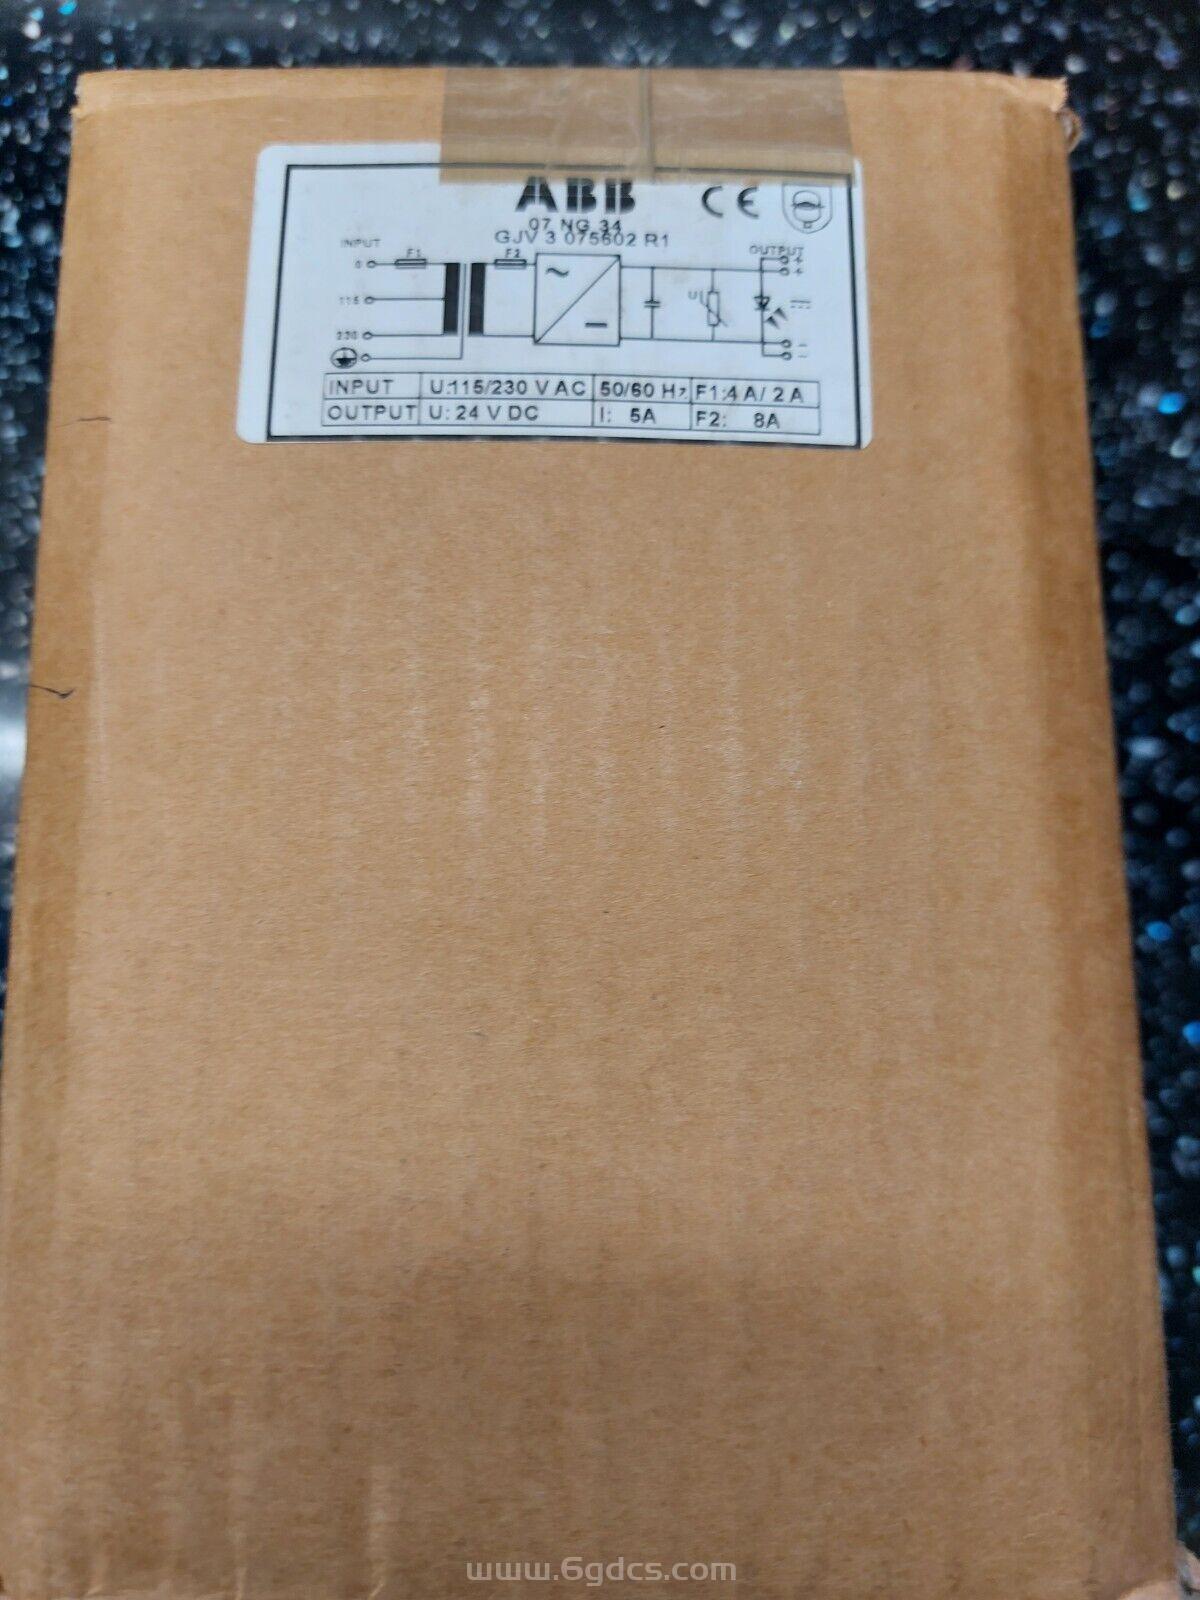 ABB CE
07 NG 34
GJV 3 075602 R1
INPUT
OUTPUT
F1
F2
0
+
+
~
115
U
230
–
–
–
INPUT U:115/230 V AC 50/60 Hz F1:4 A/ 2 A
OUTPUT U: 24 V DC I: 5A F2: 8A
www.6gdcs.com